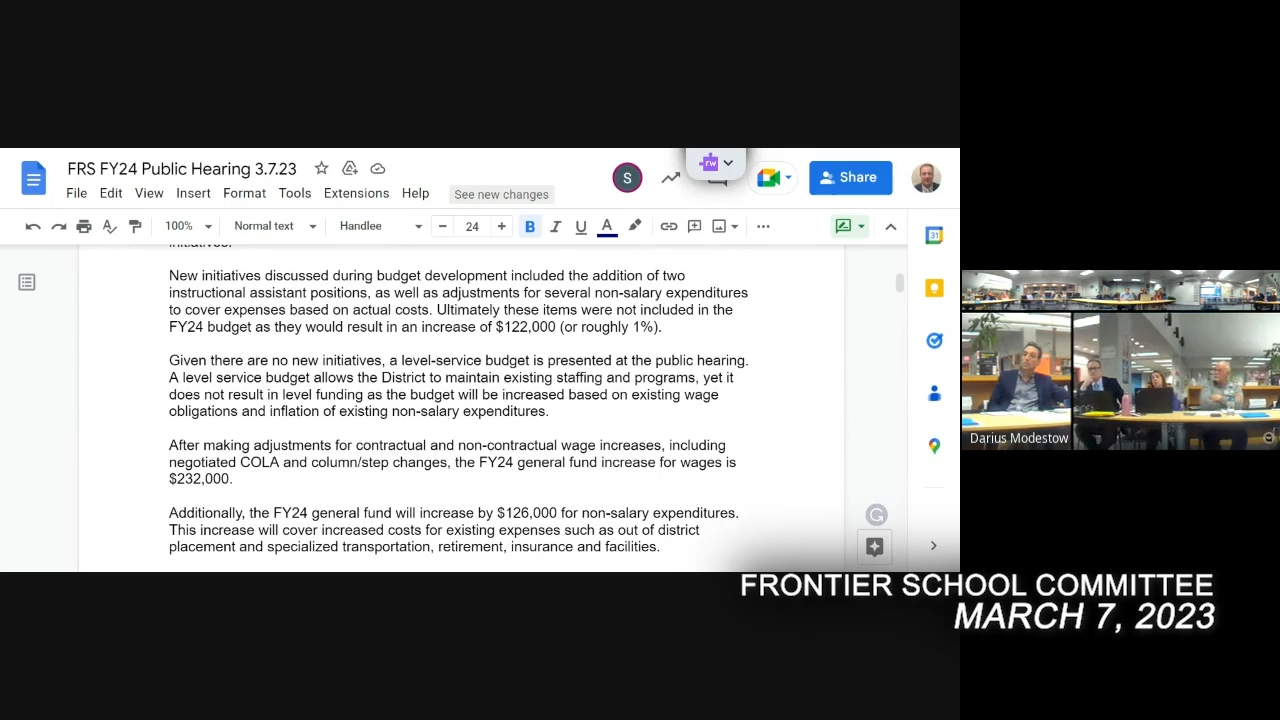 FRS FY24 Public Hearing 3.7.23
File Edit View Insert Format Tools Extensions Help
See new changes
S
rw
Share
100%
Normal text
Handlee
− 24 +
B I U A
31
initiatives.
New initiatives discussed during budget development included the addition of two
instructional assistant positions, as well as adjustments for several non-salary expenditures
to cover expenses based on actual costs. Ultimately these items were not included in the
FY24 budget as they would result in an increase of $122,000 (or roughly 1%).
Given there are no new initiatives, a level-service budget is presented at the public hearing.
A level service budget allows the District to maintain existing staffing and programs, yet it
does not result in level funding as the budget will be increased based on existing wage
obligations and inflation of existing non-salary expenditures.
After making adjustments for contractual and non-contractual wage increases, including
negotiated COLA and column/step changes, the FY24 general fund increase for wages is
$232,000.
Additionally, the FY24 general fund will increase by $126,000 for non-salary expenditures.
This increase will cover increased costs for existing expenses such as out of district
placement and specialized transportation, retirement, insurance and facilities.
Darius Modestow
FRONTIER SCHOOL COMMITTEE
MARCH 7, 2023